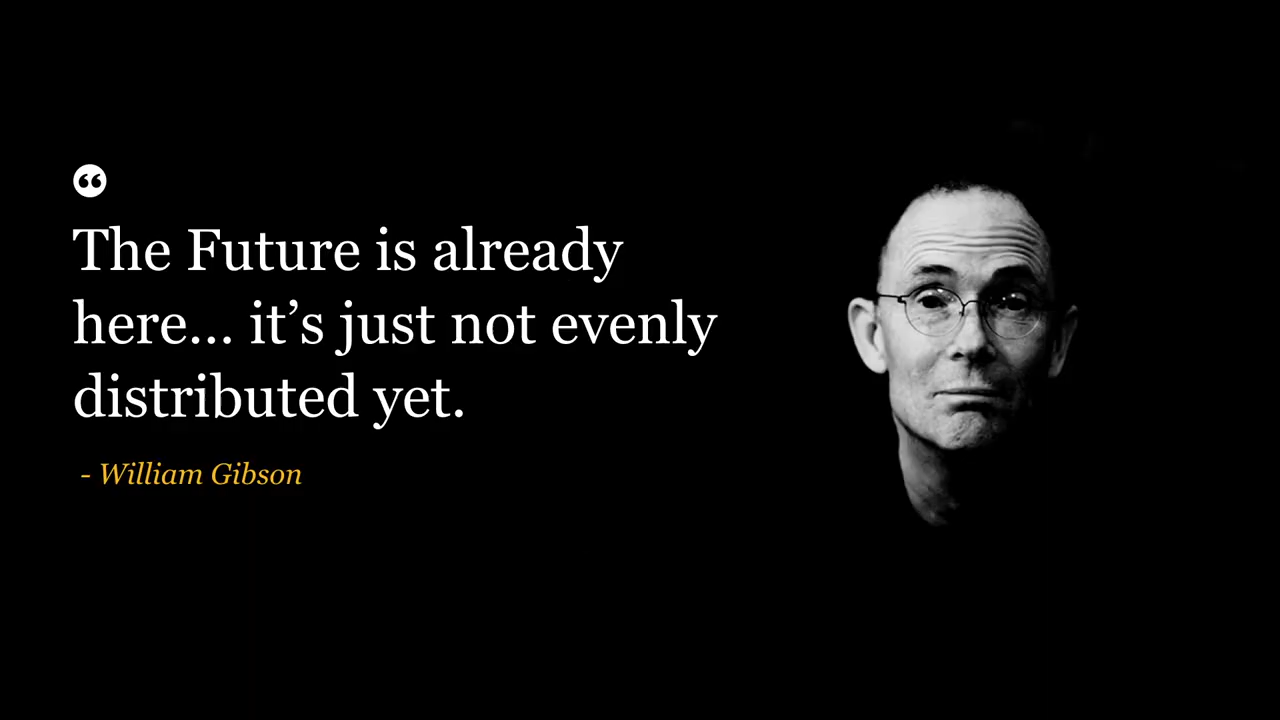 “
The Future is already
here... it’s just not evenly
distributed yet.
- William Gibson